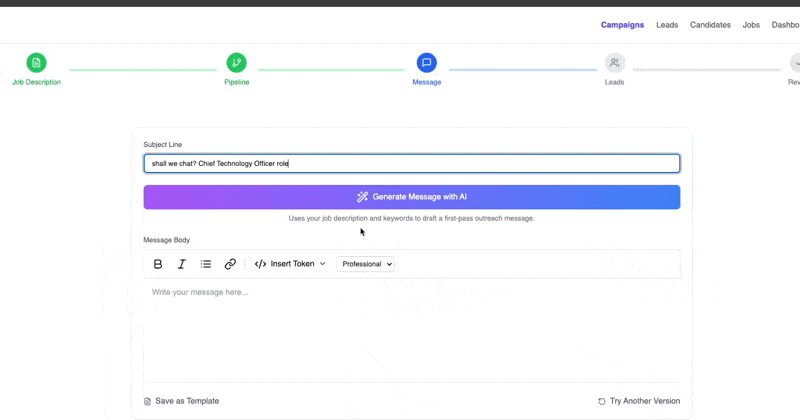 Campaigns Leads Candidates Jobs
Job Description Pipeline Message Leads
Subject Line
shall we chat? Chief Technology Officer role
Generate Message with AI
Uses your job description and keywords to draft a first-pass outreach message.
Message Body
B I </> Insert Token Professional
Write your message here...
Save as Template Try Another Version